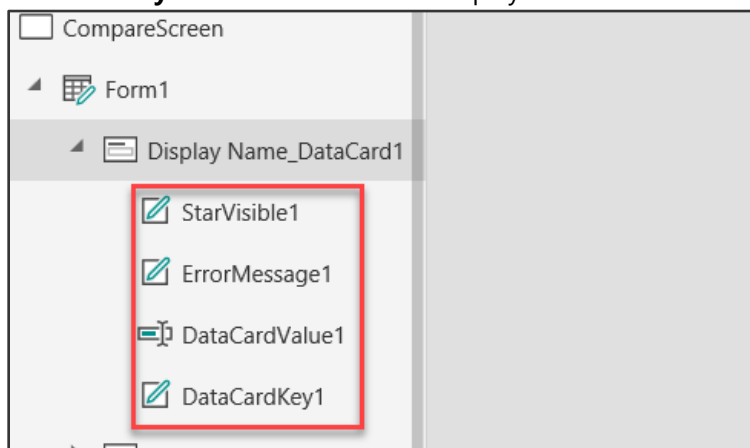 CompareScreen
Form1
Display Name_DataCard1
StarVisible1
ErrorMessage1
DataCardValue1
DataCardKey1